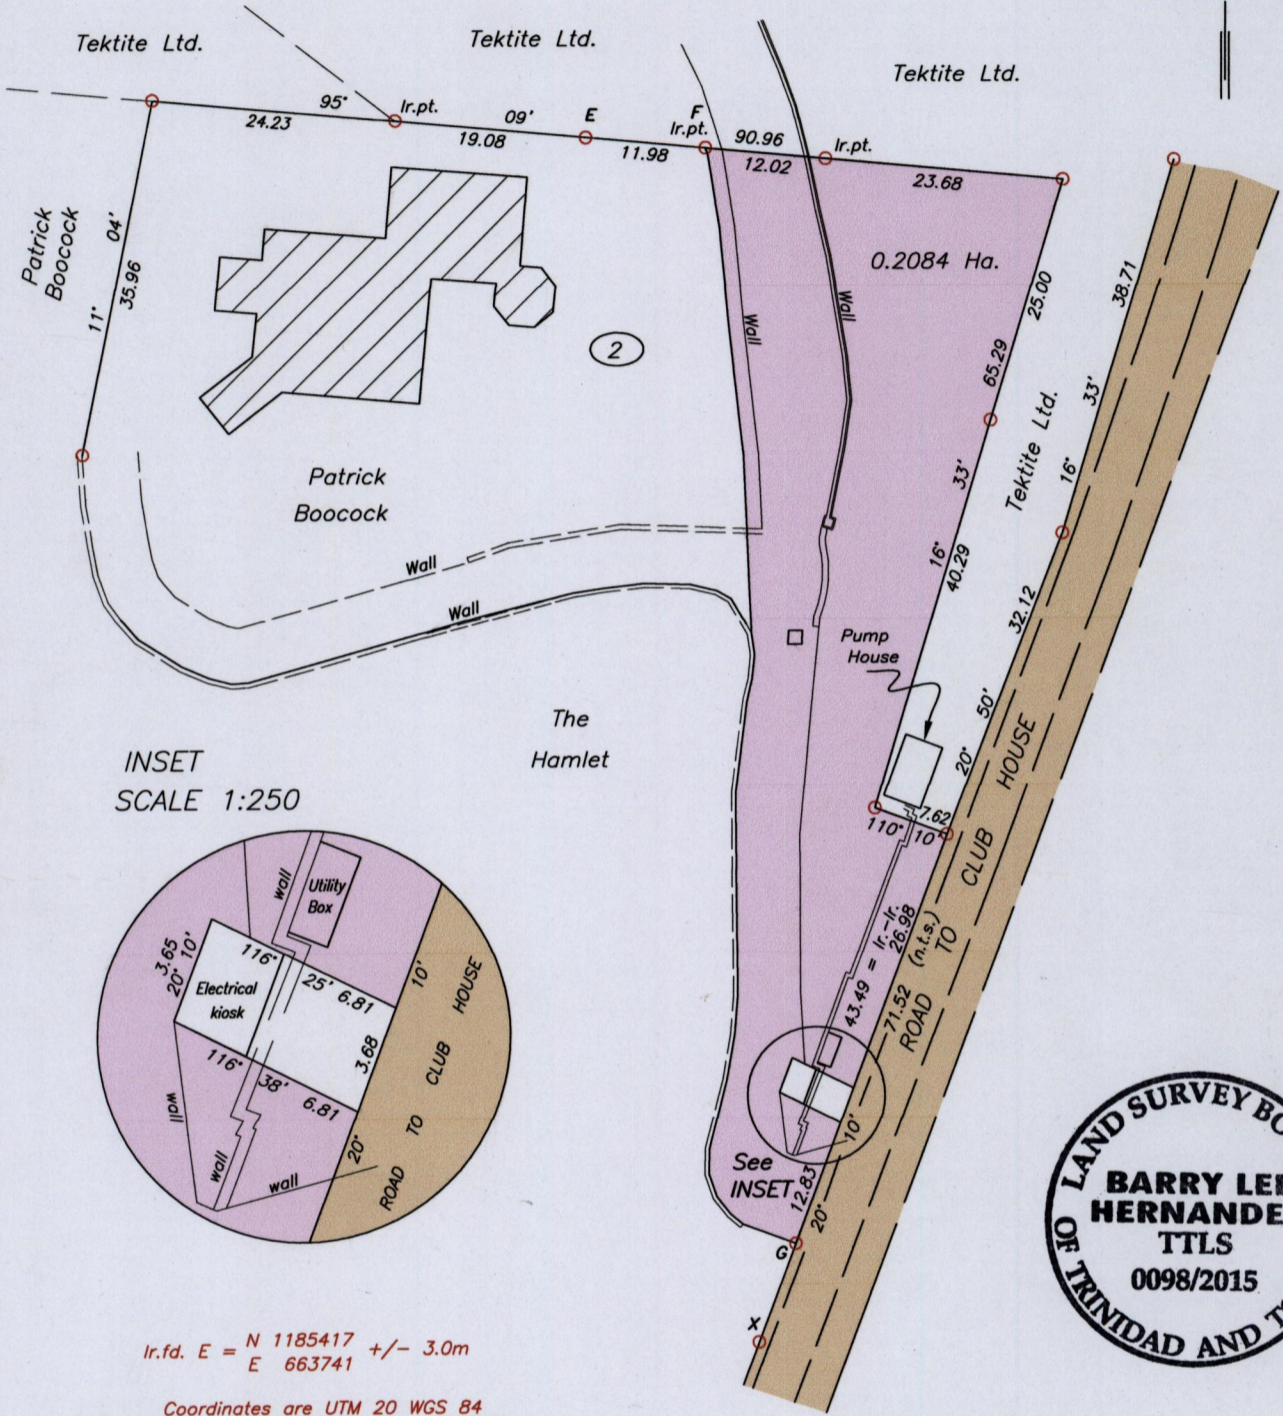 Tektite Ltd.
Tektite Ltd.
Tektite Ltd.
95°
Ir.pt.
09'
E
F
Ir.pt.
90.96
Ir.pt.
24.23
19.08
11.98
12.02
23.68
Patrick
Boocock
11° 04'
35.96
0.2084 Ha.
25.00
38.71
Wall
Wall
2
65.29
33'
Tektite Ltd.
16° 33'
16°
40.29
32.12
Patrick
Boocock
Wall
Wall
Pump
House
20° 50'
The
Hamlet
7.62
110° 10'
ROAD TO CLUB HOUSE
43.49 = Ir.-Ir.
26.98
71.52 (n.t.s.)
INSET
SCALE 1:250
wall
Utility
Box
3.65
20° 10'
116° 25' 6.81
Electrical
kiosk
10'
3.68
116° 38' 6.81
20°
wall
wall
wall
ROAD TO CLUB HOUSE
See
INSET
12.83
20° 10'
G
X
LAND SURVEY
OF TRINIDAD AND
BARRY
TTLS
0098/2015
Ir.fd. E = N 1185417 +/- 3.0m
E 663741
Coordinates are UTM 20 WGS 84